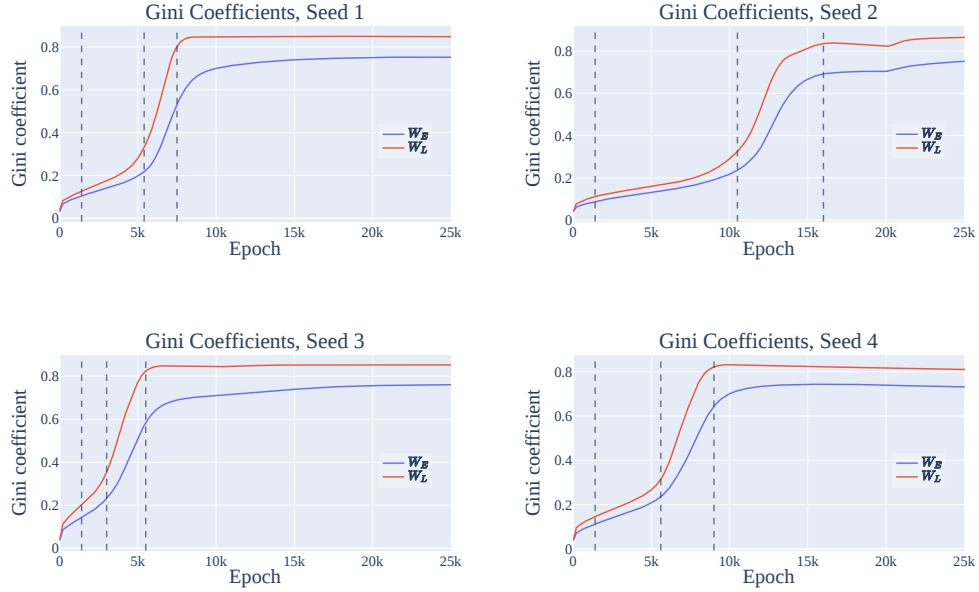 Gini Coefficients, Seed 1
Gini coefficient
0.8
0.6
0.4
0.2
0
W_E
W_L
0 5k 10k 15k 20k 25k
Epoch
Gini Coefficients, Seed 2
Gini coefficient
0.8
0.6
0.4
0.2
0
W_E
W_L
0 5k 10k 15k 20k 25k
Epoch
Gini Coefficients, Seed 3
Gini coefficient
0.8
0.6
0.4
0.2
0
W_E
W_L
0 5k 10k 15k 20k 25k
Epoch
Gini Coefficients, Seed 4
Gini coefficient
0.8
0.6
0.4
0.2
0
W_E
W_L
0 5k 10k 15k 20k 25k
Epoch